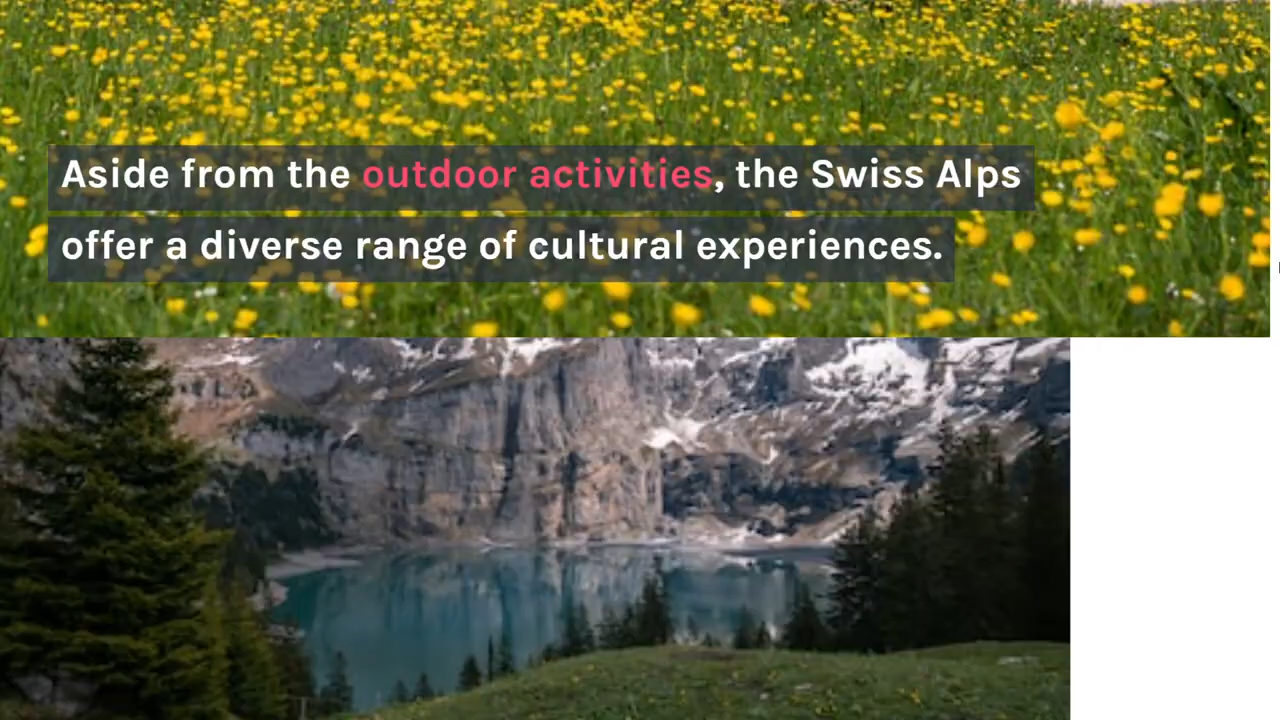 Aside from the outdoor activities, the Swiss Alps
offer a diverse range of cultural experiences.